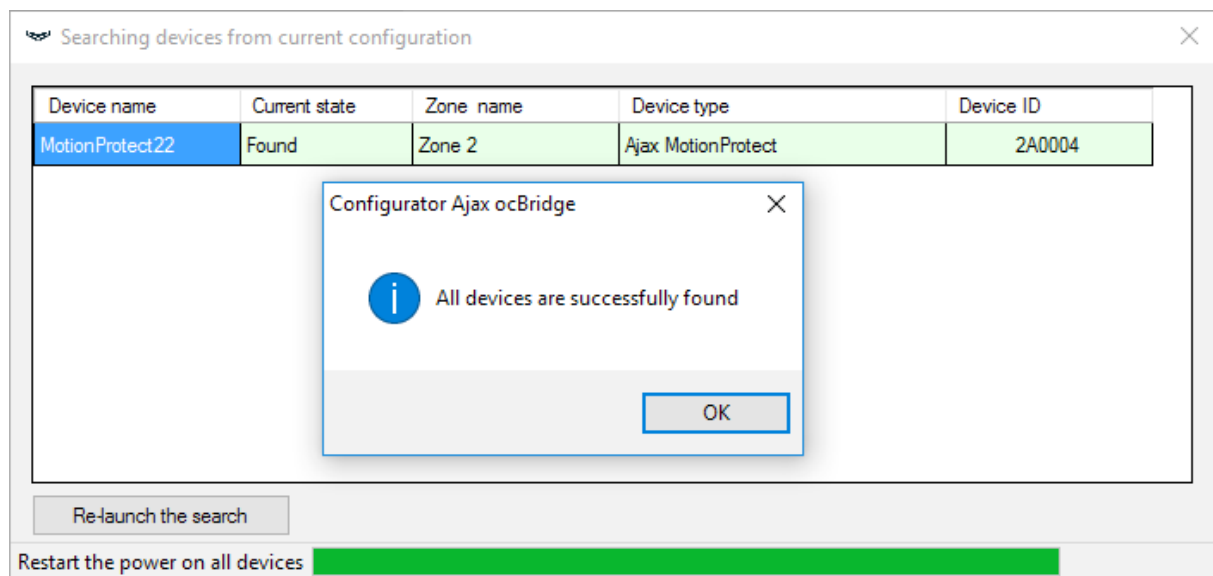 Searching devices from current configuration
Device name Current state Zone name Device type Device ID
MotionProtect22 Found Zone 2 Ajax MotionProtect 2A0004
Configurator Ajax ocBridge
All devices are successfully found
OK
Re-launch the search
Restart the power on all devices